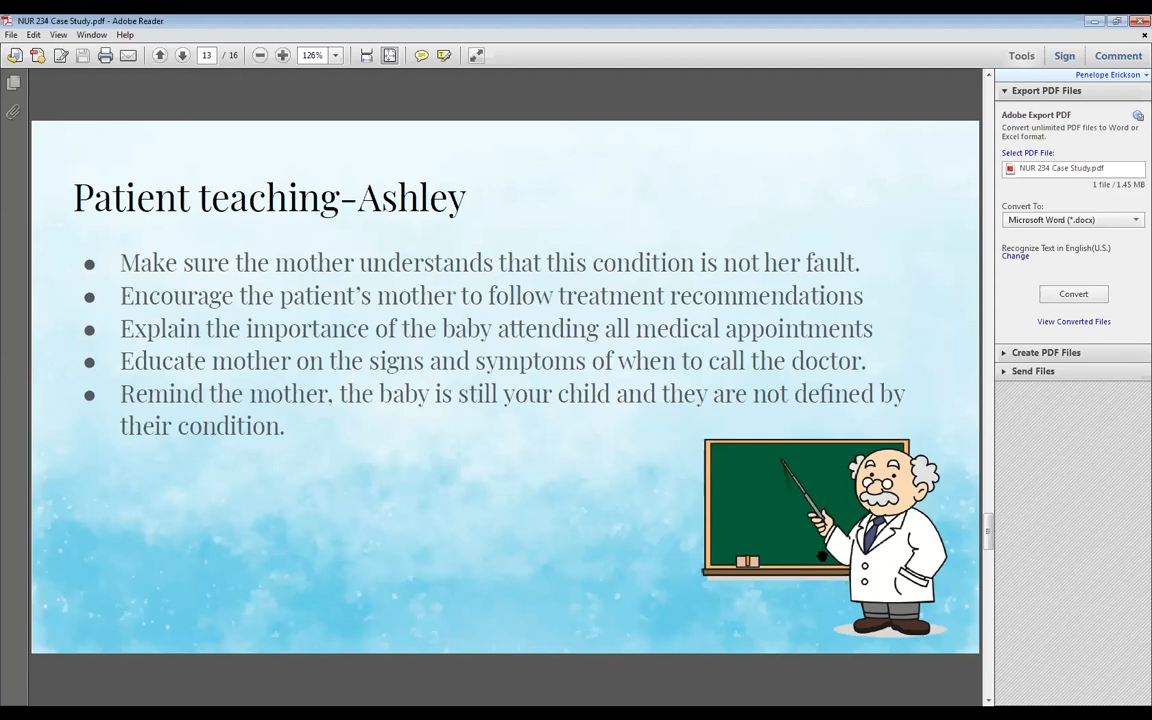 NUR 234 Case Study.pdf - Adobe Reader
File Edit View Window Help
13 / 16 126% Tools Sign Comment
Penelope Erickson
Export PDF Files
Adobe Export PDF
Convert unlimited PDF files to Word or
Excel format.
Select PDF File:
NUR 234 Case Study.pdf
1 file / 1.45 MB
Convert To:
Microsoft Word (*.docx)
Recognize Text in English(U.S.)
Change
Convert
View Converted Files
Create PDF Files
Send Files
Patient teaching-Ashley
● Make sure the mother understands that this condition is not her fault.
● Encourage the patient’s mother to follow treatment recommendations
● Explain the importance of the baby attending all medical appointments
● Educate mother on the signs and symptoms of when to call the doctor.
● Remind the mother, the baby is still your child and they are not defined by
their condition.